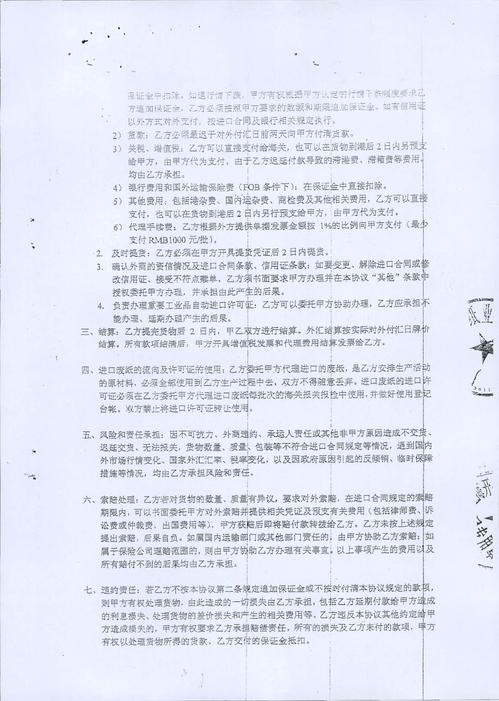 保证金中扣除。如遇行情下跌，甲方有权根据甲方认定的行情下跌幅度要求乙
方追加保证金，乙方必须按照甲方要求的数额和期限追加保证金。如有信用证
以外方式对外支付，按进口合同及银行相关规定执行。
2） 货款：乙方必须最迟于对外付汇日前两天向甲方付清货款。
3） 关税、增值税：乙方可以直接支付给海关，也可以在货物到港后2日内另预支
给甲方，由甲方代为支付，由于乙方迟延付款导致的滞港费、滞箱费等费用，
均由乙方承担。
4） 银行费用和国外运输保险费（FOB 条件下）：在保证金中直接扣除。
5） 其他费用：包括港杂费、国内运杂费、商检费及其他相关费用，乙方可以直接
支付，也可以在货物到港后2日内另行预支给甲方，由甲方代为支付。
6） 代理手续费：乙方根据外方提供单据发票金额按 1%的比例向甲方支付（最少
支付 RMB1000 元/批）。
2. 及时提货：乙方必须在甲方开具提货凭证后2日内提货。
3. 确认外商的资信情况及进口合同条款、信用证条款：如要变更、解除进口合同或修
改信用证、接受不符点赎单，乙方须书面要求甲方办理并在本协议“其他”条款中
授权委托甲方办理，并承担由此产生的后果。
4. 负责办理重要工业品自动进口许可证：乙方可以委托甲方协助办理，乙方应承担不
能办理、延期办理产生的后果。
三、结算：乙方提完货物后 2 日内，甲乙双方进行结算。外汇结算按实际对外付汇日牌价
结算。所有款项结清后，甲方开具增值税发票和代理费用结算发票给乙方。
四、进口废纸的流向及许可证的使用：乙方委托甲方代理进口的废纸，是乙方安排生产活动
的原材料，必须全部使用到乙方生产过程中去，双方不得随意丢弃。进口废纸的进口许
可证必须在乙方委托甲方代理进口废纸每批次的海关报关报检中使用，并做好使用登记
台帐，双方禁止将进口许可证转让使用。
五、风险和责任承担：因不可抗力、外商违约、承运人责任或其他非甲方原因造成不交货、
迟延交货、无法报关，货物数量、质量、包装等不符合进口合同规定等情况，遇到国内
外市场行情变化、国家外汇汇率、税率变化，以及因政府原因引起的反倾销、临时保障
措施等情况，均由乙方承担风险和责任。
六、索赔处理：乙方若对货物的数量、质量有异议，要求对外索赔，在进口合同规定的索赔
期限内，可以书面委托甲方对外索赔并提供相关凭证及预支有关费用（包括律师费、诉
讼费或仲裁费、出国费用等），甲方获赔后即将赔付款转拨给乙方。乙方未按上述规定
提出索赔，后果自负。如属国内运输部门或其他部门责任的，由甲方协助乙方索赔；如
属于保险公司理赔范围的，则由甲方协助乙方办理有关事宜。以上事项产生的费用以及
所有赔付不到的后果均由乙方承担。
七、违约责任：若乙方不按本协议第二条规定追加保证金或不按时付清本协议规定的款项，
则甲方有权处理货物，由此造成的一切损失由乙方承担，包括乙方延期付款给甲方造成
的利息损失、处理货物的差价损失和产生的相关费用等。乙方违反本协议其他约定给甲
方造成损失的，甲方有权要求乙方承担赔偿责任。所有的损失及乙方未付的款项，甲方
有权以处理货物所得的货款、乙方交付的保证金抵扣。